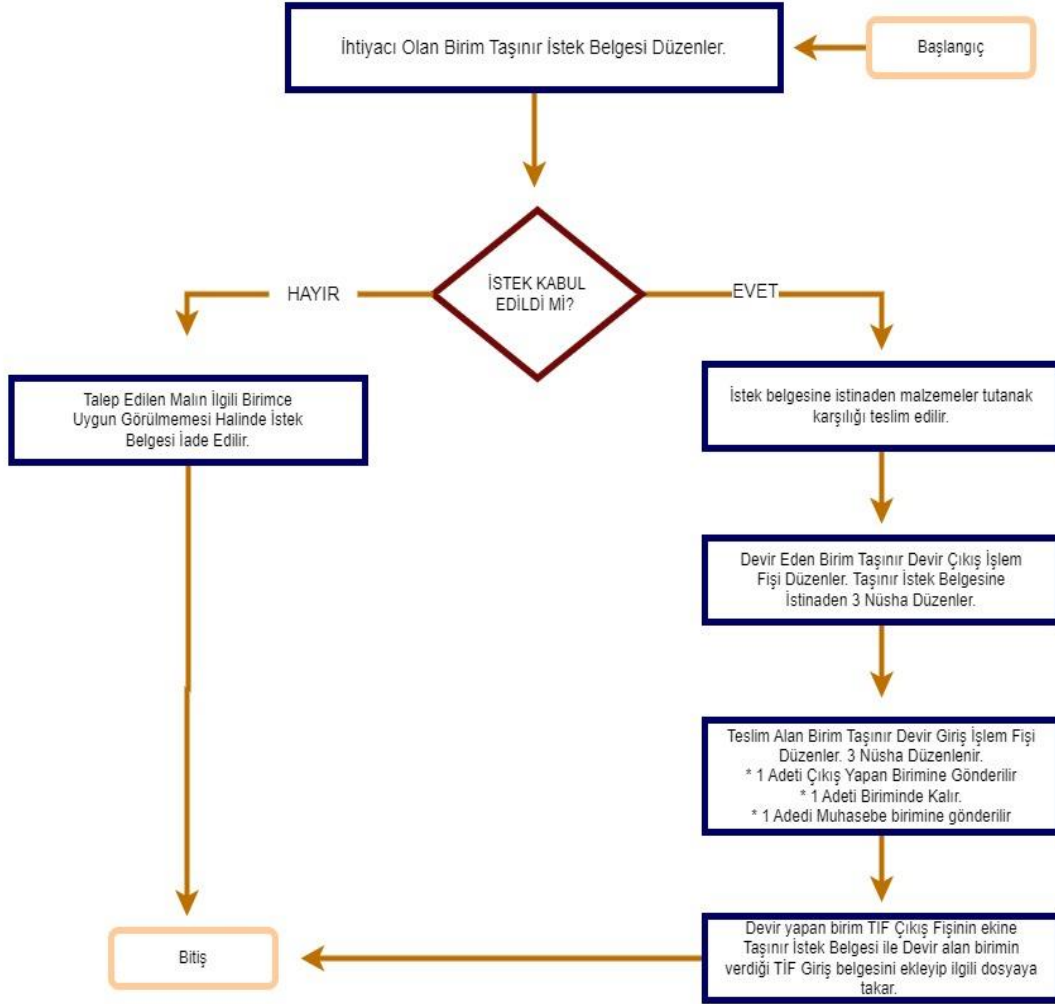 İhtiyacı Olan Birim Taşınır İstek Belgesi Düzenler.
Başlangıç
İSTEK KABUL
EDİLDİ Mİ?
HAYIR
EVET
Talep Edilen Malın İlgili Birimce
Uygun Görülmemesi Halinde İstek
Belgesi İade Edilir.
İstek belgesine istinaden malzemeler tutanak
karşılığı teslim edilir.
Devir Eden Birim Taşınır Devir Çıkış İşlem
Fişi Düzenler. Taşınır İstek Belgesine
İstinaden 3 Nüsha Düzenler.
Teslim Alan Birim Taşınır Devir Giriş İşlem Fişi
Düzenler. 3 Nüsha Düzenlenir.
* 1 Adeti Çıkış Yapan Birimine Gönderilir
* 1 Adeti Biriminde Kalır.
* 1 Adedi Muhasebe birimine gönderilir
Devir yapan birim TİF Çıkış Fişinin ekine
Taşınır İstek Belgesi ile Devir alan birimin
verdiği TİF Giriş belgesini ekleyip ilgili dosyaya
takar.
Bitiş